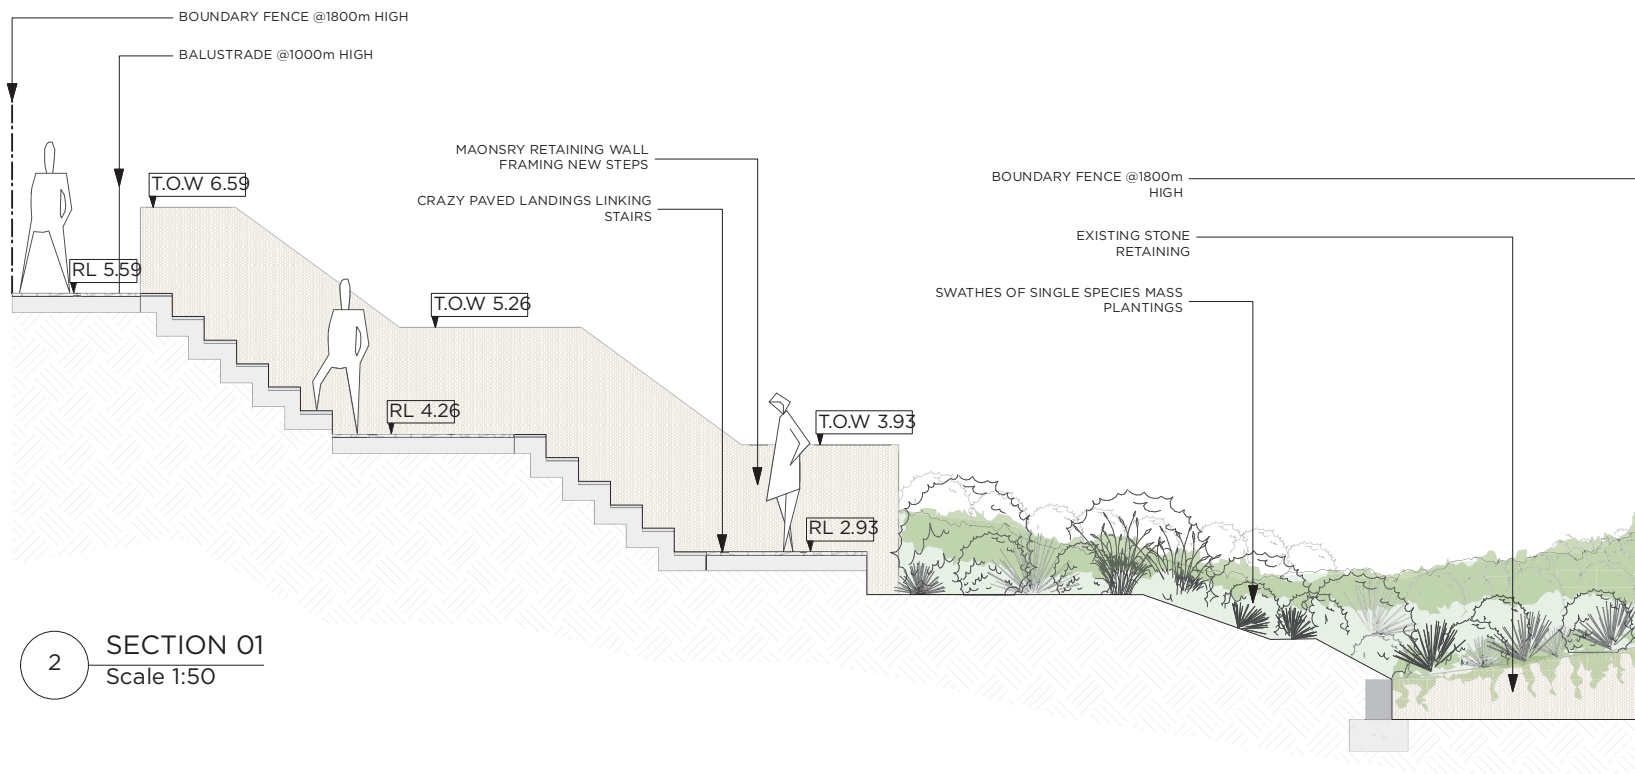 BOUNDARY FENCE @1800m HIGH
BALUSTRADE @1000m HIGH
MAONSRY RETAINING WALL
FRAMING NEW STEPS
CRAZY PAVED LANDINGS LINKING
STAIRS
BOUNDARY FENCE @1800m
HIGH
EXISTING STONE
RETAINING
SWATHES OF SINGLE SPECIES MASS
PLANTINGS
T.O.W 6.59
RL 5.59
T.O.W 5.26
RL 4.26
T.O.W 3.93
RL 2.93
2
SECTION 01
Scale 1:50